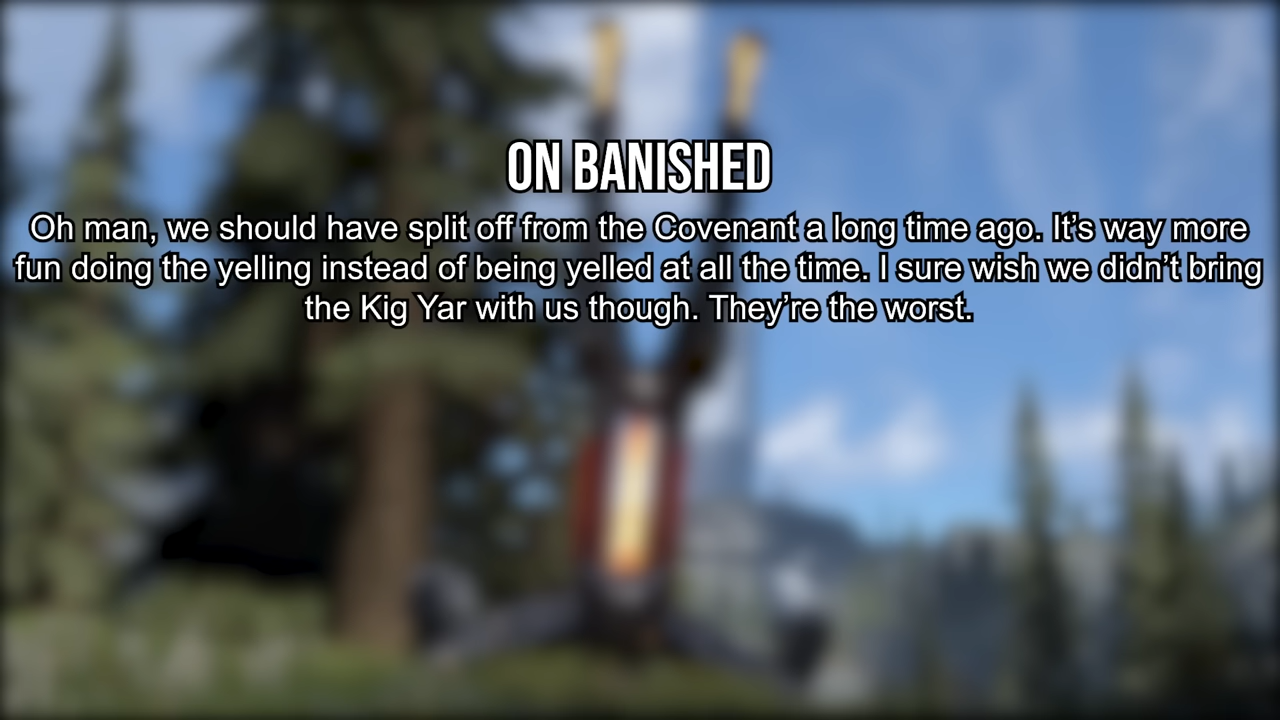 ON BANISHED
Oh man, we should have split off from the Covenant a long time ago. It’s way more
fun doing the yelling instead of being yelled at all the time. I sure wish we didn’t bring
the Kig Yar with us though. They’re the worst.